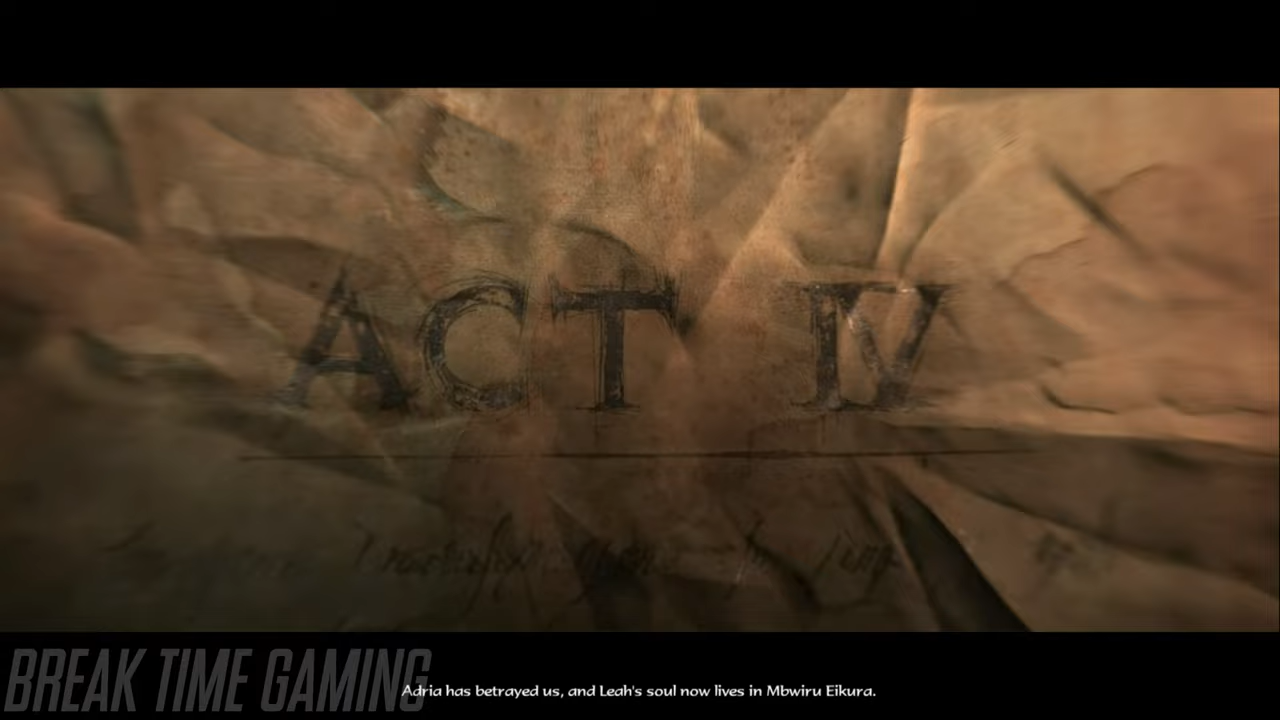 ACT IV
BREAK TIME GAMING
Adria has betrayed us, and Leah's soul now lives in Mbwiru Eikura.